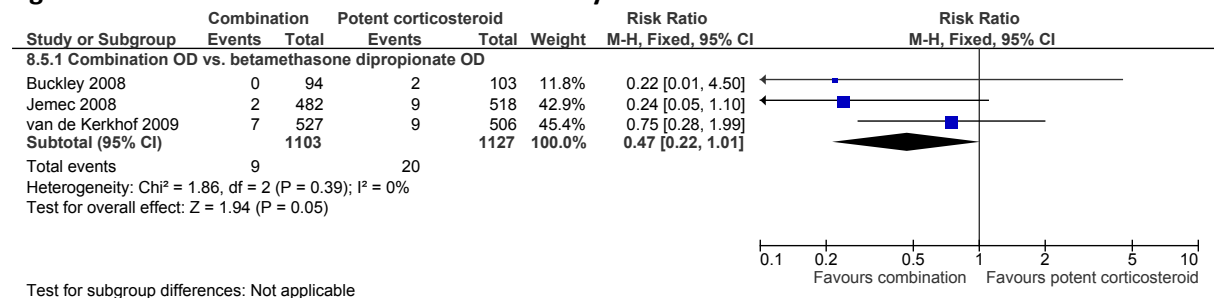 Combination Potent corticosteroid Risk Ratio Risk Ratio
Study or Subgroup Events Total Events Total Weight M-H, Fixed, 95% CI M-H, Fixed, 95% CI
8.5.1 Combination OD vs. betamethasone dipropionate OD
Buckley 2008 0 94 2 103 11.8% 0.22 [0.01, 4.50]
Jemec 2008 2 482 9 518 42.9% 0.24 [0.05, 1.10]
van de Kerkhof 2009 7 527 9 506 45.4% 0.75 [0.28, 1.99]
Subtotal (95% CI) 1103 1127 100.0% 0.47 [0.22, 1.01]
Total events 9 20
Heterogeneity: Chi² = 1.86, df = 2 (P = 0.39); I² = 0%
Test for overall effect: Z = 1.94 (P = 0.05)
0.1 0.2 0.5 1 2 5 10
Favours combination Favours potent corticosteroid
Test for subgroup differences: Not applicable